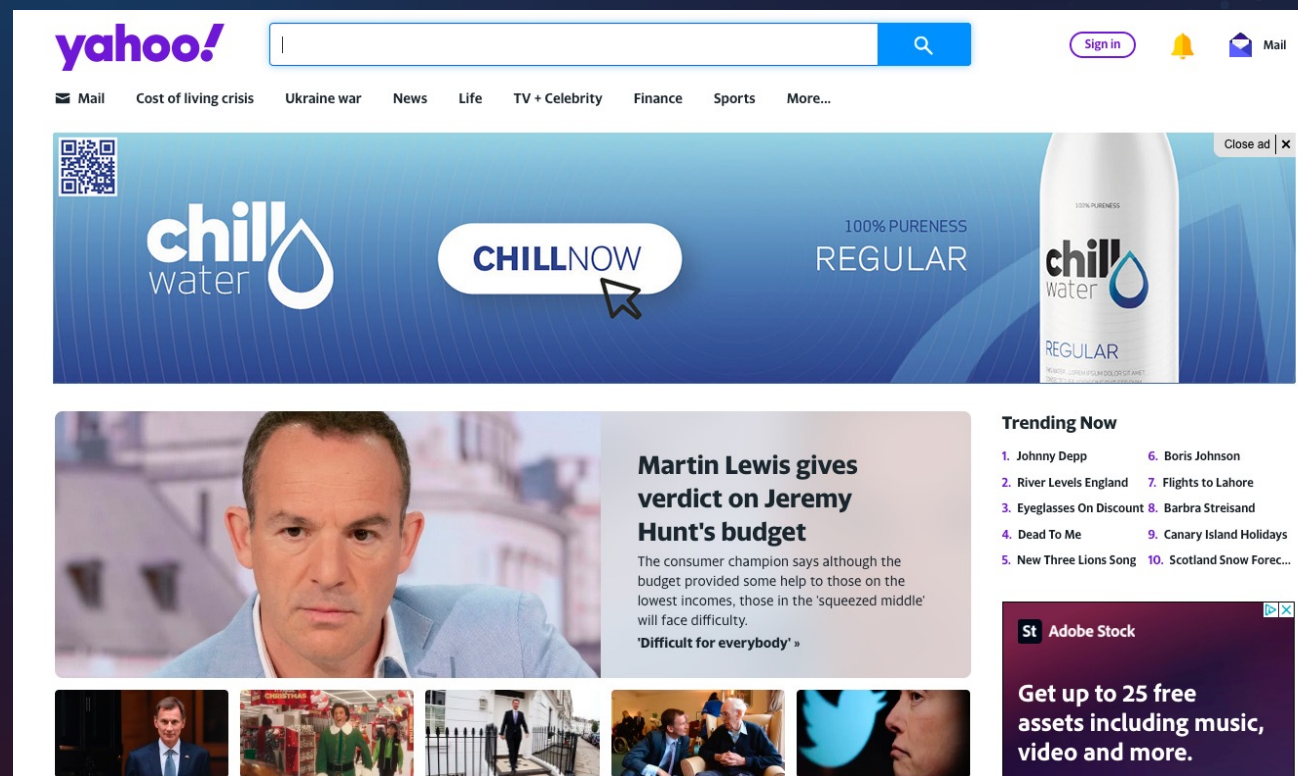 yahoo!
Sign in
Mail
Mail Cost of living crisis Ukraine war News Life TV + Celebrity Finance Sports More...
Close ad
chill
water
CHILLNOW
100% PURENESS
REGULAR
100% PURENESS
chill
water
REGULAR
Martin Lewis gives
verdict on Jeremy
Hunt's budget
The consumer champion says although the
budget provided some help to those on the
lowest incomes, those in the 'squeezed middle'
will face difficulty.
'Difficult for everybody' »
Trending Now
1. Johnny Depp
2. River Levels England
3. Eyeglasses On Discount
4. Dead To Me
5. New Three Lions Song
6. Boris Johnson
7. Flights to Lahore
8. Barbra Streisand
9. Canary Island Holidays
10. Scotland Snow Forec...
St Adobe Stock
Get up to 25 free
assets including music,
video and more.
CHRISTMAS